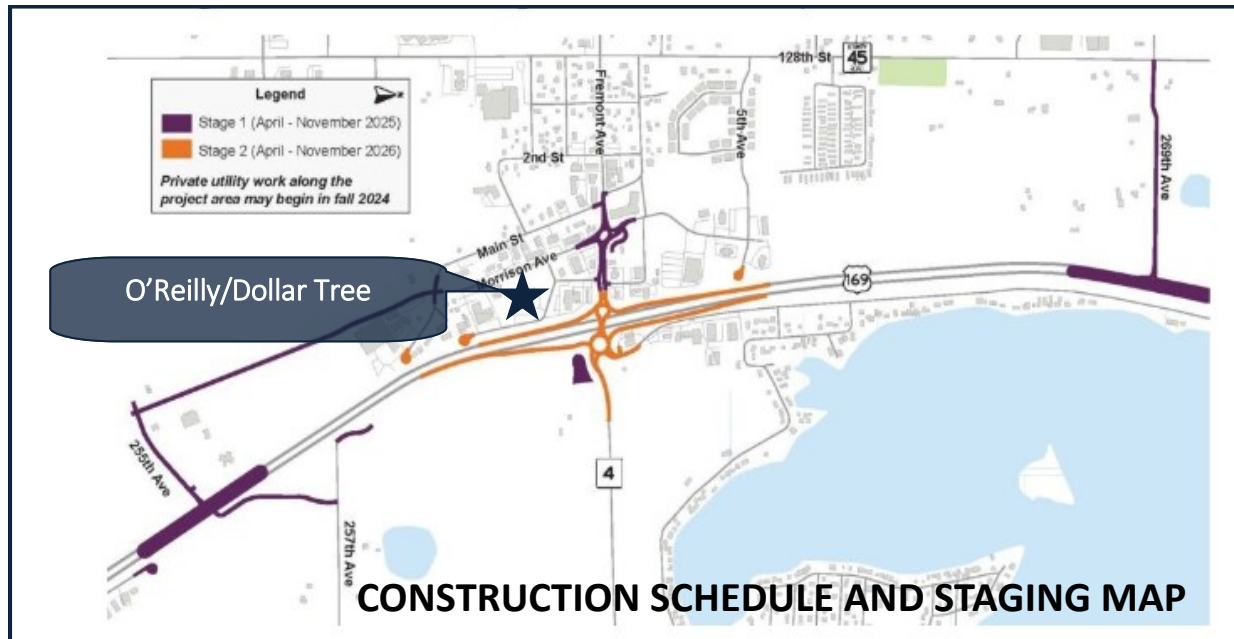 128th St
45
Legend
Stage 1 (April - November 2025)
Stage 2 (April - November 2026)
Private utility work along the
project area may begin in fall 2024
Fremont Ave
5th Ave
2nd St
269th Ave
Main St
Morrison Ave
O'Reilly/Dollar Tree
169
255th Ave
4
257th Ave
CONSTRUCTION SCHEDULE AND STAGING MAP